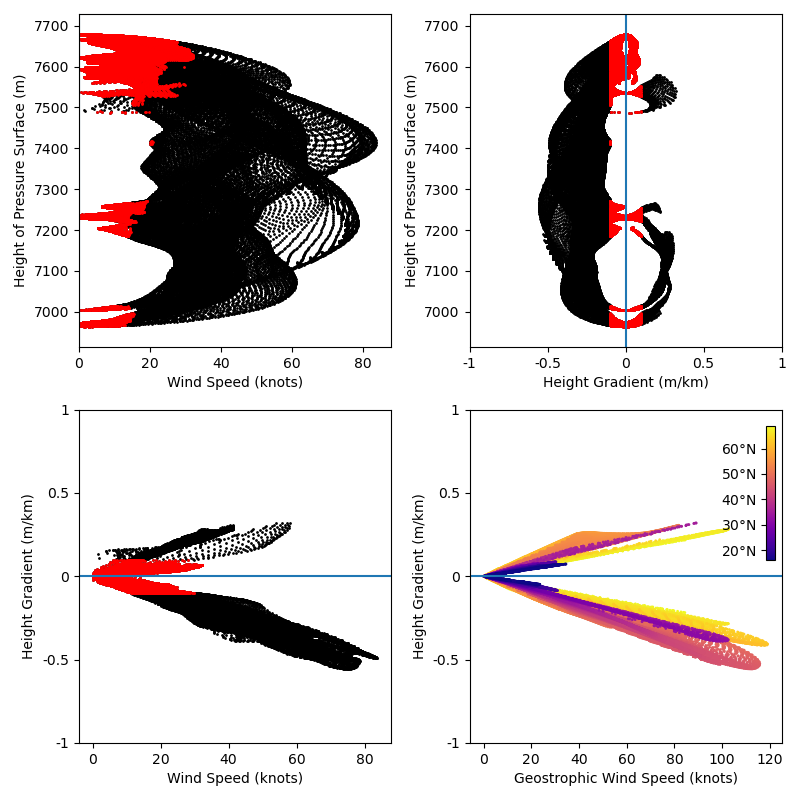 7700
7600
7500
7400
7300
7200
7100
7000
Height of Pressure Surface (m)
0 20 40 60 80
Wind Speed (knots)
7700
7600
7500
7400
7300
7200
7100
7000
Height of Pressure Surface (m)
-1 -0.5 0 0.5 1
Height Gradient (m/km)
1
0.5
0
-0.5
-1
Height Gradient (m/km)
0 20 40 60 80
Wind Speed (knots)
1
0.5
0
-0.5
-1
Height Gradient (m/km)
60°N
50°N
40°N
30°N
20°N
0 20 40 60 80 100 120
Geostrophic Wind Speed (knots)